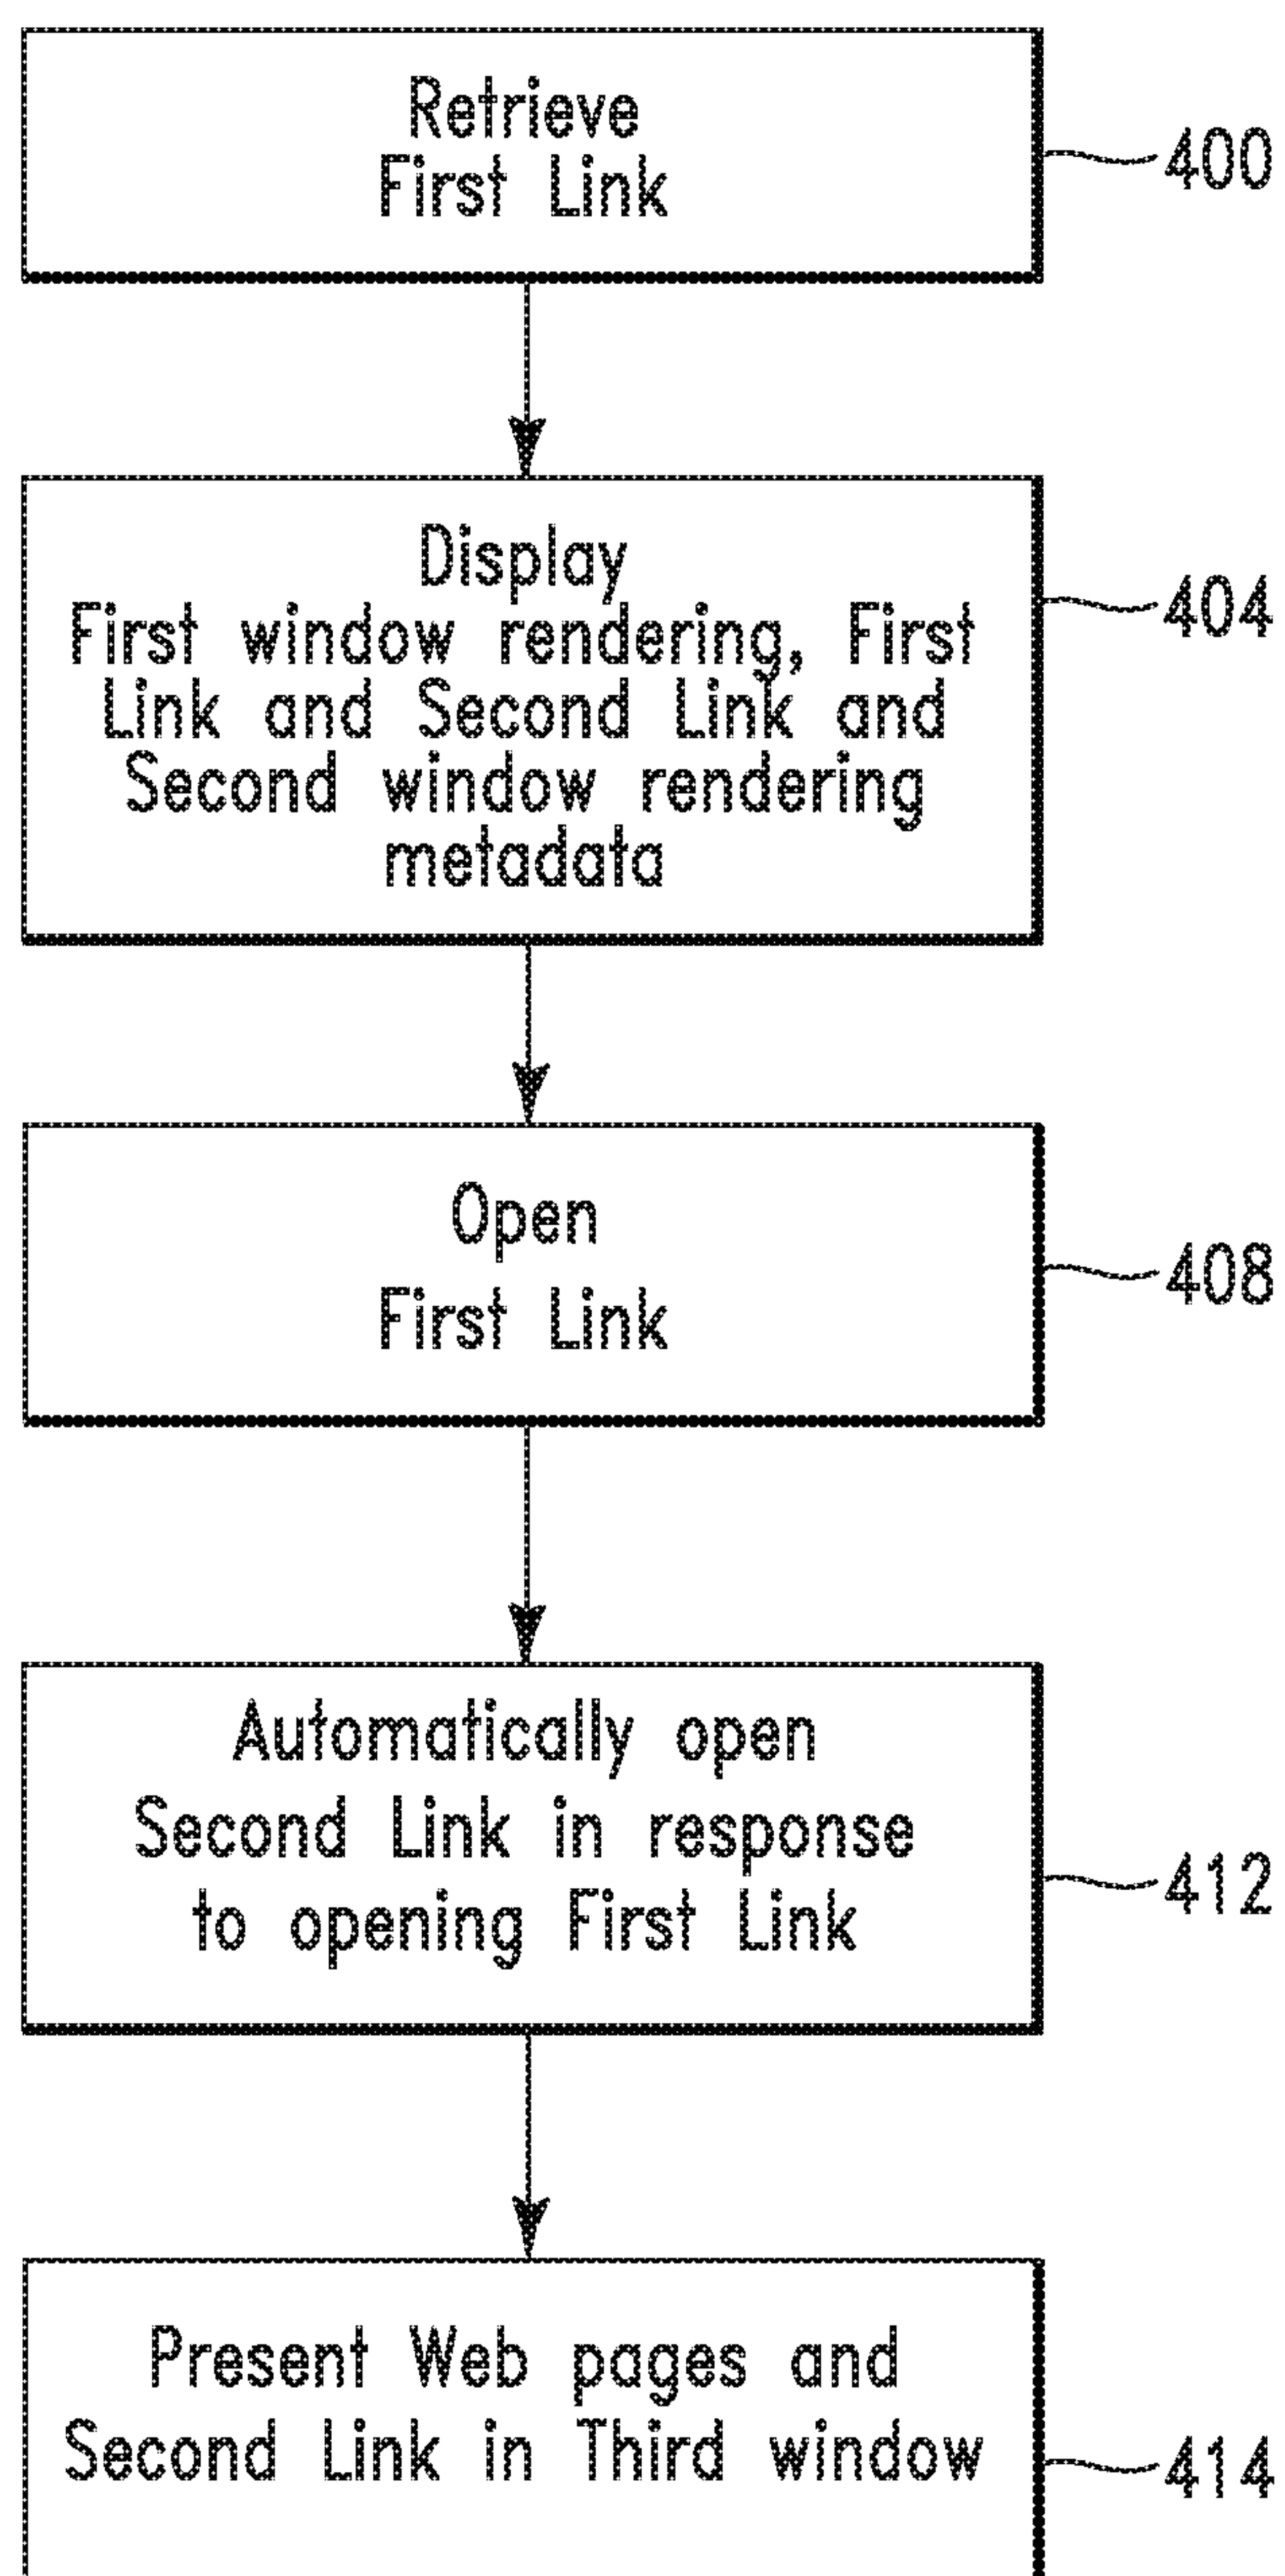 Retrieve
First Link
400
Display
First window rendering, First
Link and Second Link and
Second window rendering
metadata
404
Open
First Link
408
Automatically open
Second Link in response
to opening First Link
412
Present Web pages and
Second Link in Third window
414